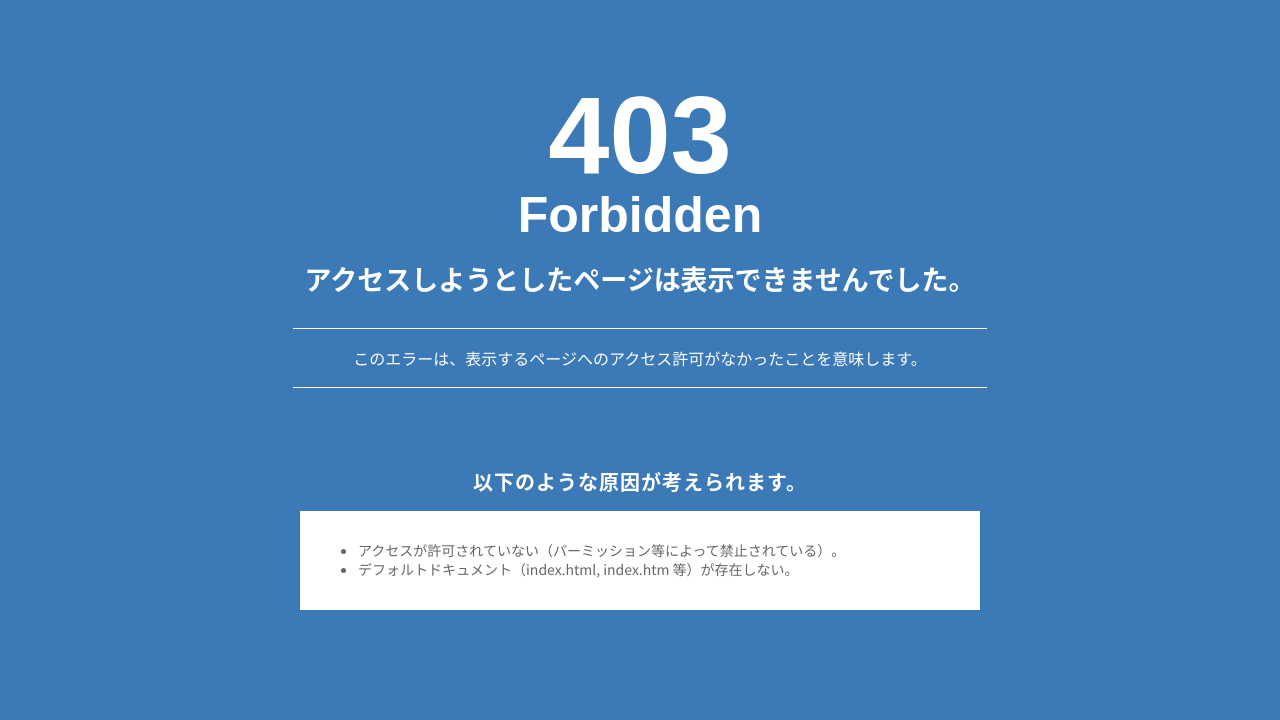 403
Forbidden
アクセスしようとしたページは表示できませんでした。
このエラーは、表示するページへのアクセス許可がなかったことを意味します。
以下のような原因が考えられます。
• アクセスが許可されていない（パーミッション等によって禁止されている）。
• デフォルトドキュメント（index.html, index.htm 等）が存在しない。